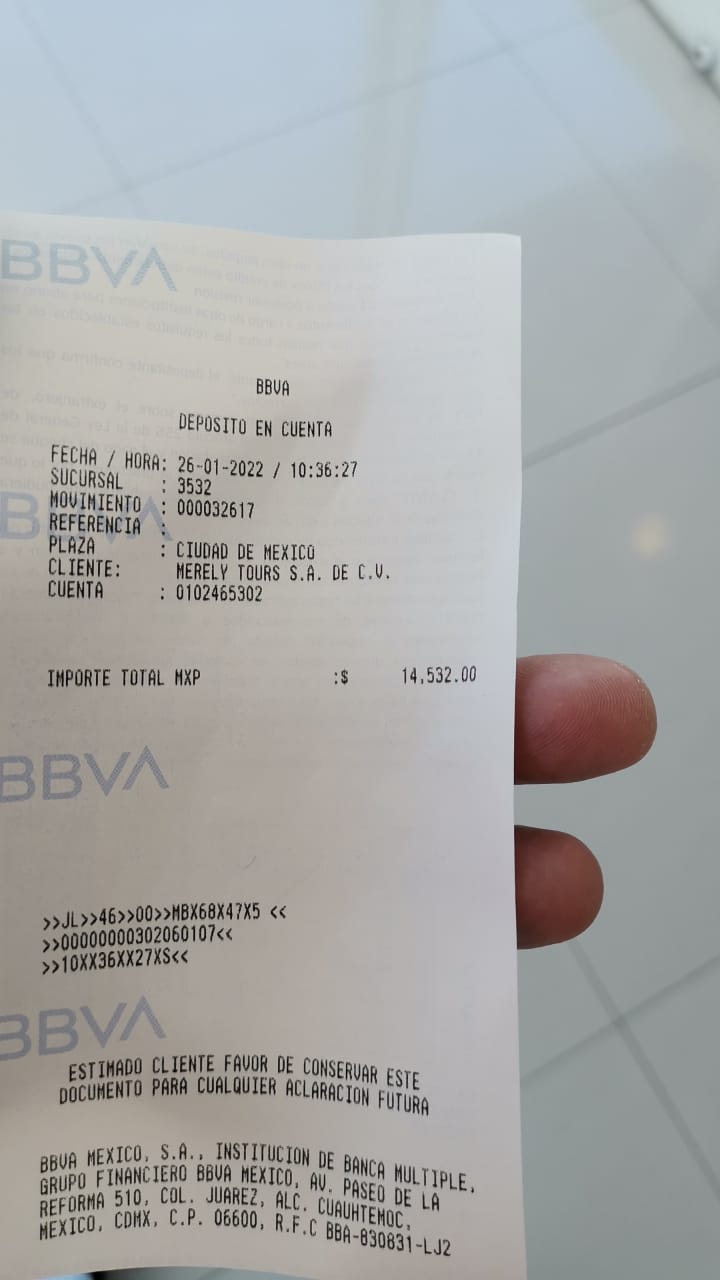 BBVA
BBVA
DEPOSITO EN CUENTA
FECHA / HORA: 26-01-2022 / 10:36:27
SUCURSAL : 3532
MOVIMIENTO : 000032617
BBVA
REFERENCIA :
PLAZA : CIUDAD DE MEXICO
CLIENTE: MERELY TOURS S.A. DE C.V.
CUENTA : 0102465302
IMPORTE TOTAL MXP :$ 14,532.00
BBVA
>>JL>>46>>00>>MBX68X47X5 <<
>>00000000302060107<<
>>10XX36XX27XS<<
BBVA
ESTIMADO CLIENTE FAVOR DE CONSERVAR ESTE
DOCUMENTO PARA CUALQUIER ACLARACION FUTURA
BBVA MEXICO, S.A., INSTITUCION DE BANCA MULTIPLE,
GRUPO FINANCIERO BBVA MEXICO, AV. PASEO DE LA
REFORMA 510, COL. JUAREZ, ALC. CUAUHTEMOC,
MEXICO, CDMX, C.P. 06600, R.F.C BBA-830831-LJ2